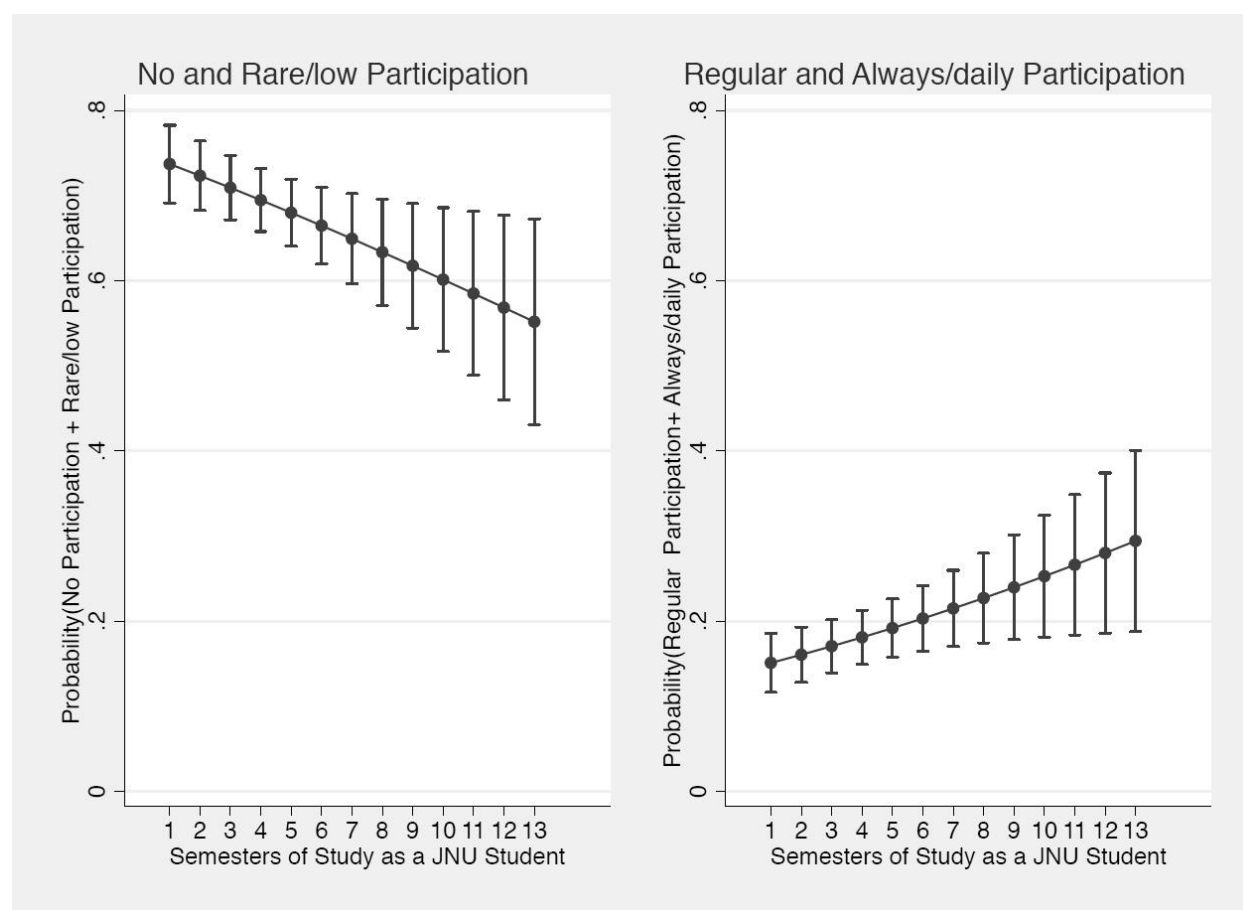 No and Rare/low Participation
Probability(No Participation + Rare/low Participation)
.8
.6
.4
.2
0
1 2 3 4 5 6 7 8 9 10 11 12 13
Semesters of Study as a JNU Student
Regular and Always/daily Participation
Probability(Regular Participation+ Always/daily Participation)
.8
.6
.4
.2
0
1 2 3 4 5 6 7 8 9 10 11 12 13
Semesters of Study as a JNU Student